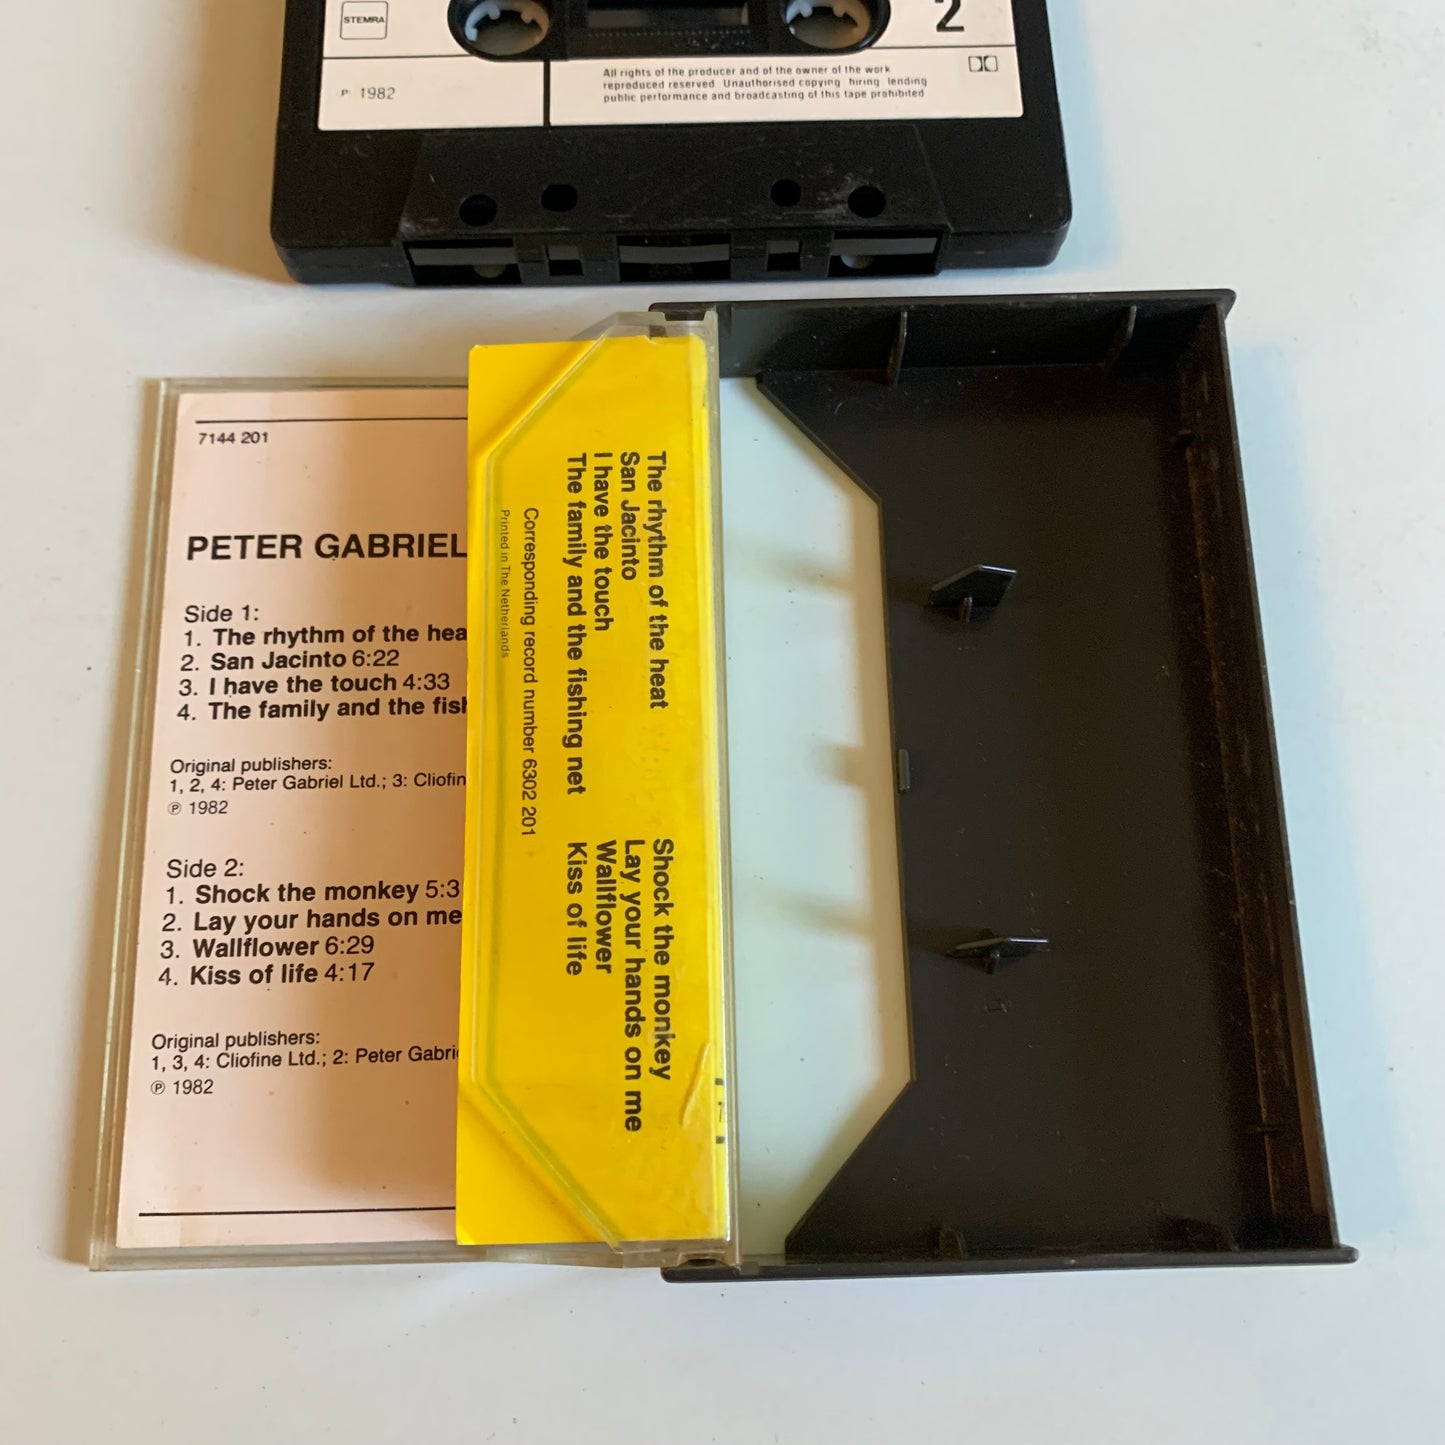 STEMRA
2
P 1982
All rights of the producer and of the owner of the work
reproduced reserved Unauthorised copying hiring lending
public performance and broadcasting of this tape prohibited
7144 201
PETER GABRIEL
Side 1:
1. The rhythm of the hea
2. San Jacinto 6:22
3. I have the touch 4:33
4. The family and the fish
Original publishers:
1, 2, 4: Peter Gabriel Ltd.; 3: Cliofin
℗ 1982
Side 2:
1. Shock the monkey 5:3
2. Lay your hands on me
3. Wallflower 6:29
4. Kiss of life 4:17
Original publishers:
1, 3, 4: Cliofine Ltd.; 2: Peter Gabrie
℗ 1982
The rhythm of the heat
San Jacinto
I have the touch
The family and the fishing net
Shock the monkey
Lay your hands on me
Wallflower
Kiss of life
Corresponding record number 6302 201
Printed in The Netherlands